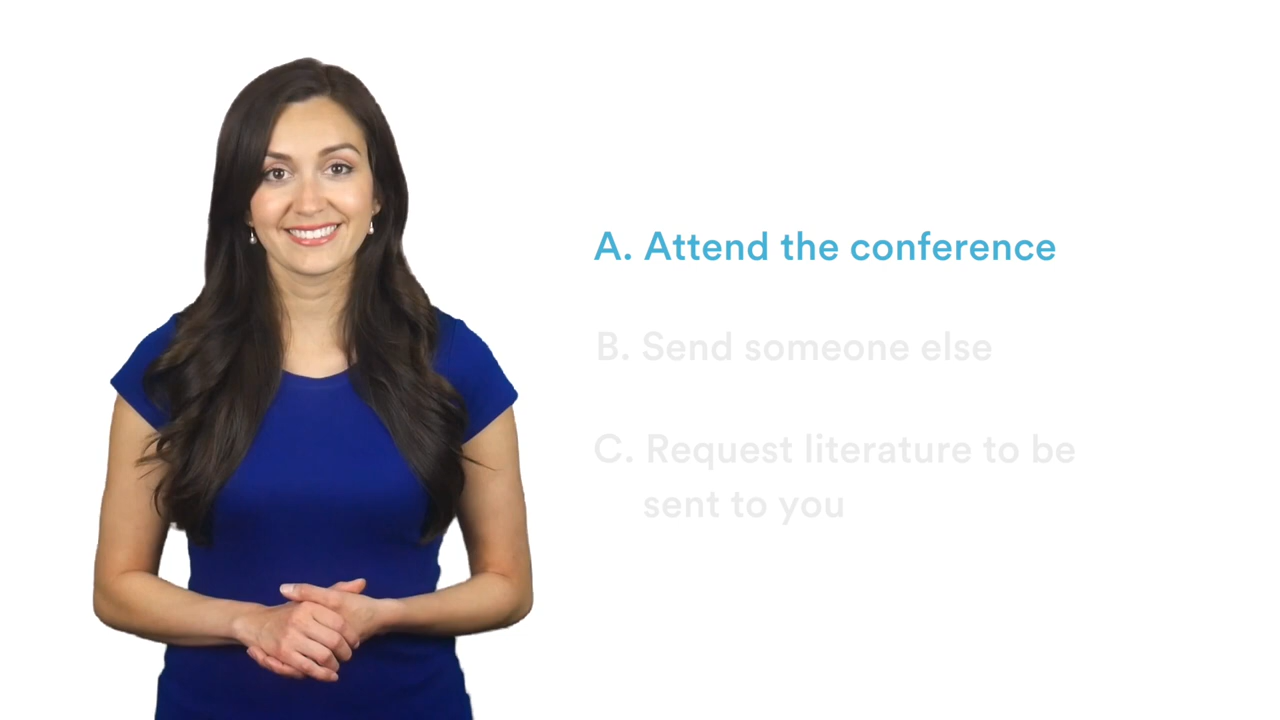 A. Attend the conference
B. Send someone else
C. Request literature to be
sent to you